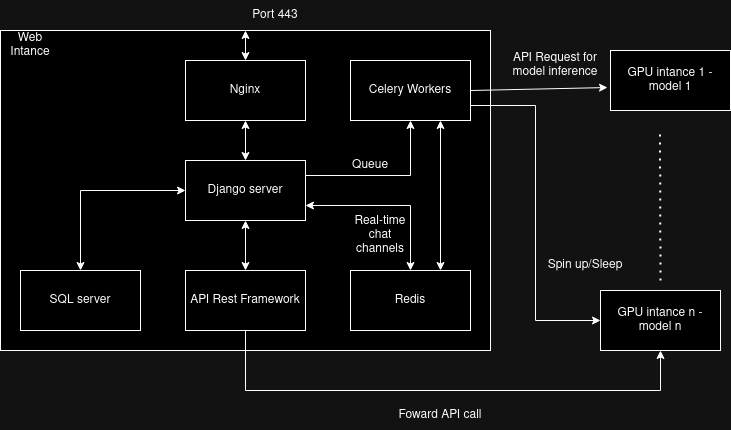 Port 443
Web
Intance
Nginx
Celery Workers
API Request for
model inference
GPU intance 1 -
model 1
Queue
Django server
Real-time
chat
channels
Spin up/Sleep
SQL server
API Rest Framework
Redis
GPU intance n -
model n
Foward API call